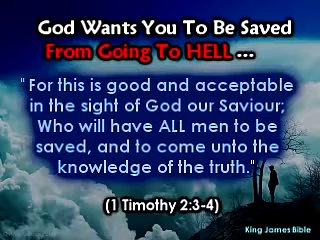 God Wants You To Be Saved
From Going To HELL ...
" For this is good and acceptable
in the sight of God our Saviour;
Who will have ALL men to be
saved, and to come unto the
knowledge of the truth."
(1 Timothy 2:3-4)
King James Bible